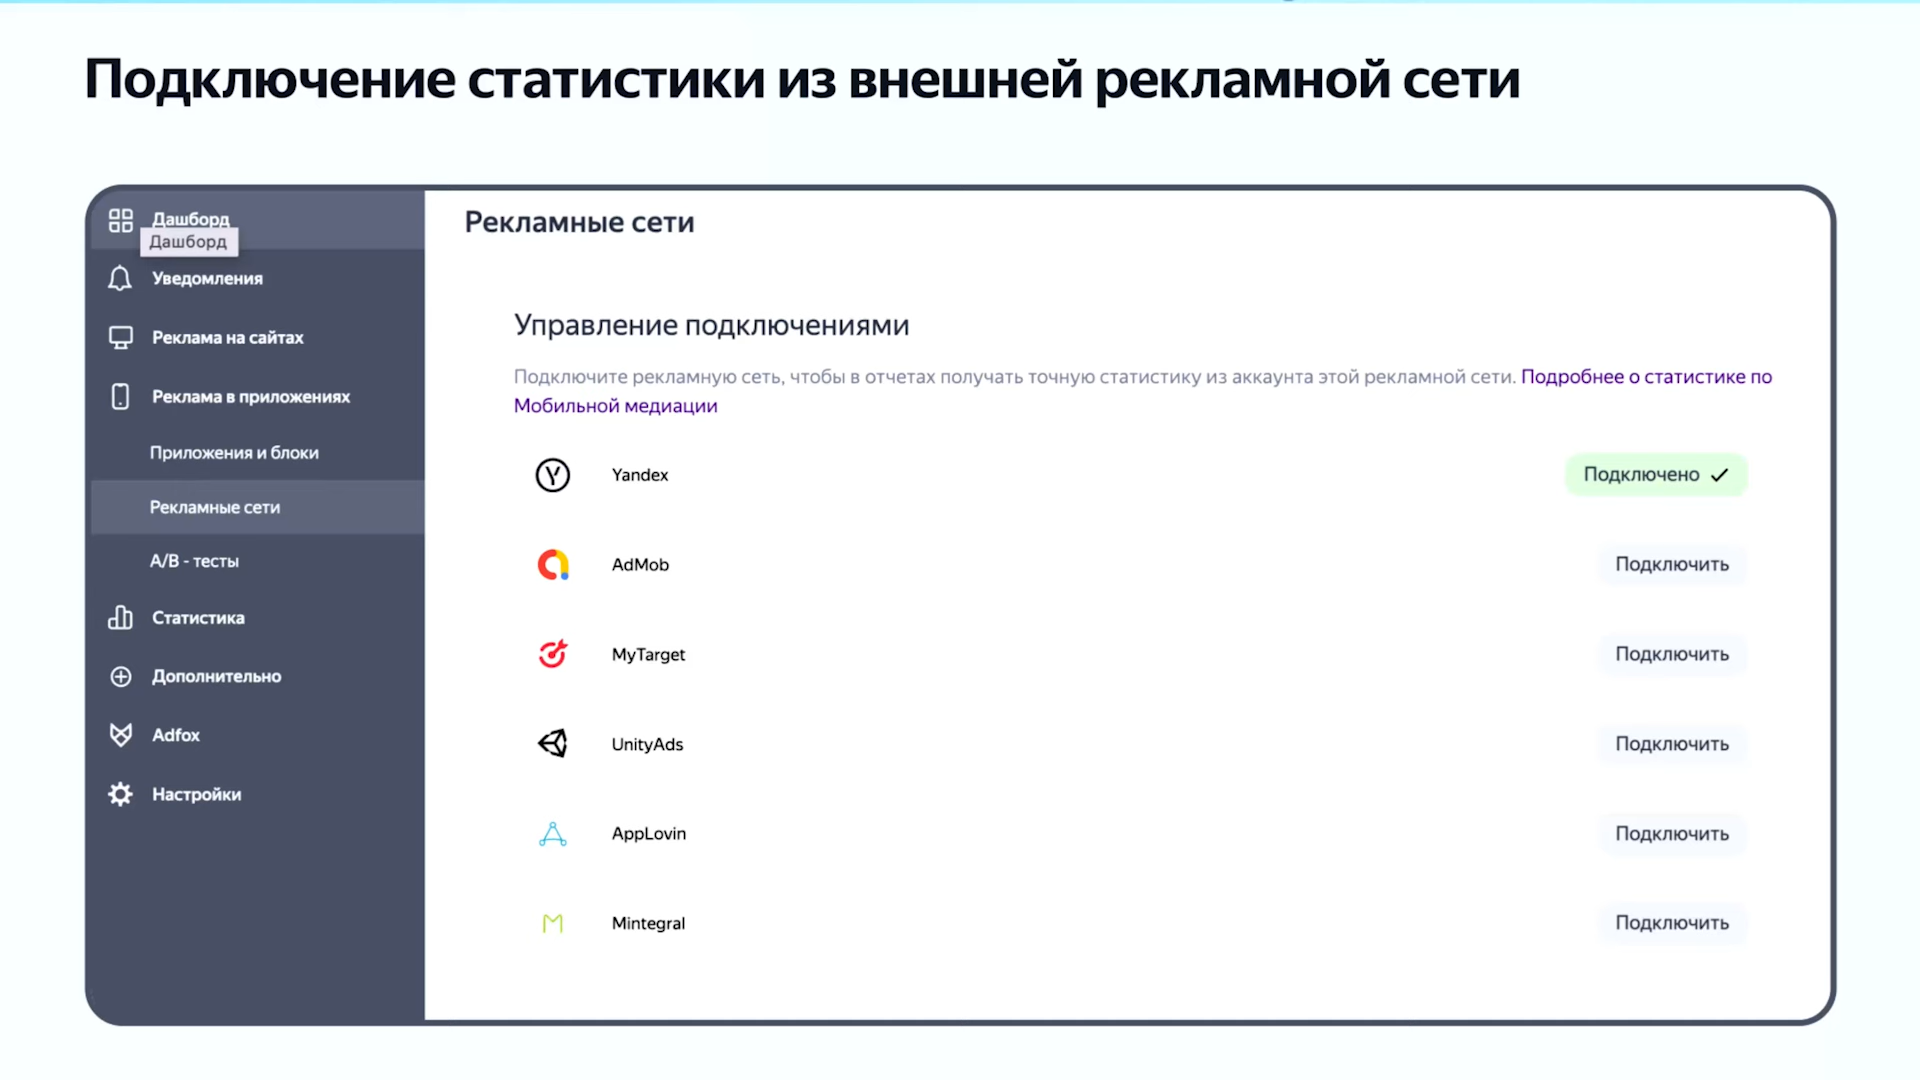 Подключение статистики из внешней рекламной сети
Дашборд
Дашборд
Уведомления
Реклама на сайтах
Реклама в приложениях
Приложения и блоки
Рекламные сети
A/B - тесты
Статистика
Дополнительно
Adfox
Настройки
Рекламные сети
Управление подключениями
Подключите рекламную сеть, чтобы в отчетах получать точную статистику из аккаунта этой рекламной сети. Подробнее о статистике по
Мобильной медиации
Yandex Подключено
AdMob Подключить
MyTarget Подключить
UnityAds Подключить
AppLovin Подключить
Mintegral Подключить